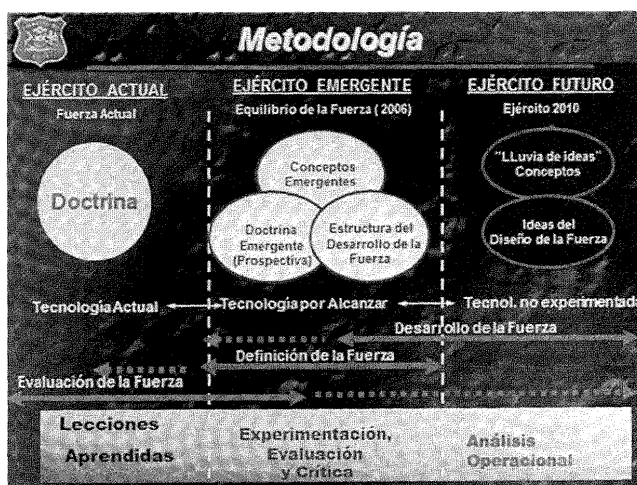 Metodología
EJÉRCITO ACTUAL
Fuerza Actual
EJÉRCITO EMERGENTE
Equilibrio de la Fuerza ( 2006)
EJÉRCITO FUTURO
Ejército 2010
Doctrina
Conceptos
Emergentes
Doctrina
Emergente
(Prospectiva)
Estructura del
Desarrollo de la
Fuerza
"LLuvia de ideas"
Conceptos
Ideas del
Diseño de la Fuerza
Tecnología Actual
Tecnología por Alcanzar
Tecnol. no experimentad
Desarrollo de la Fuerza
Definición de la Fuerza
Evaluación de la Fuerza
Lecciones
Aprendidas
Experimentación,
Evaluación
y Crítica
Análisis
Operacional